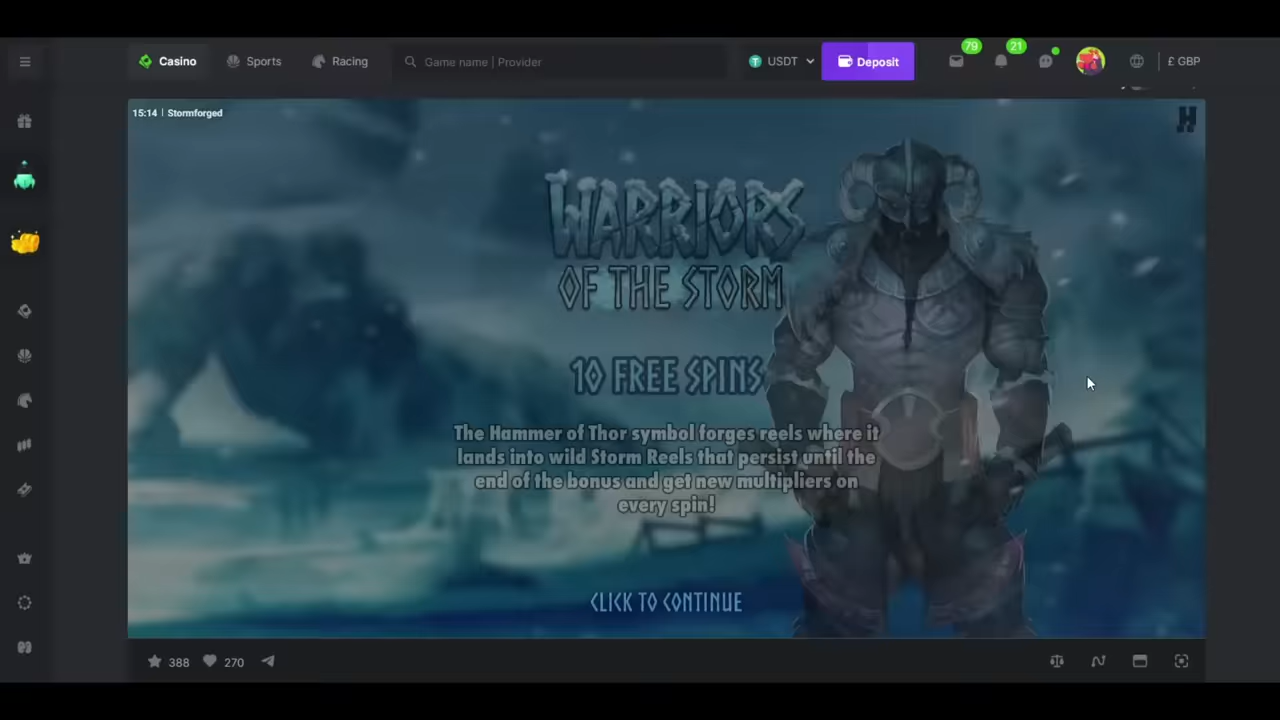 Casino
Sports
Racing
Game name | Provider
USDT
Deposit
79
21
£ GBP
15:14 | Stormforged
WARRIORS
OF THE STORM
10 FREE SPINS
The Hammer of Thor symbol forges reels where it
lands into wild Storm Reels that persist until the
end of the bonus and get new multipliers on
every spin!
CLICK TO CONTINUE
388
270